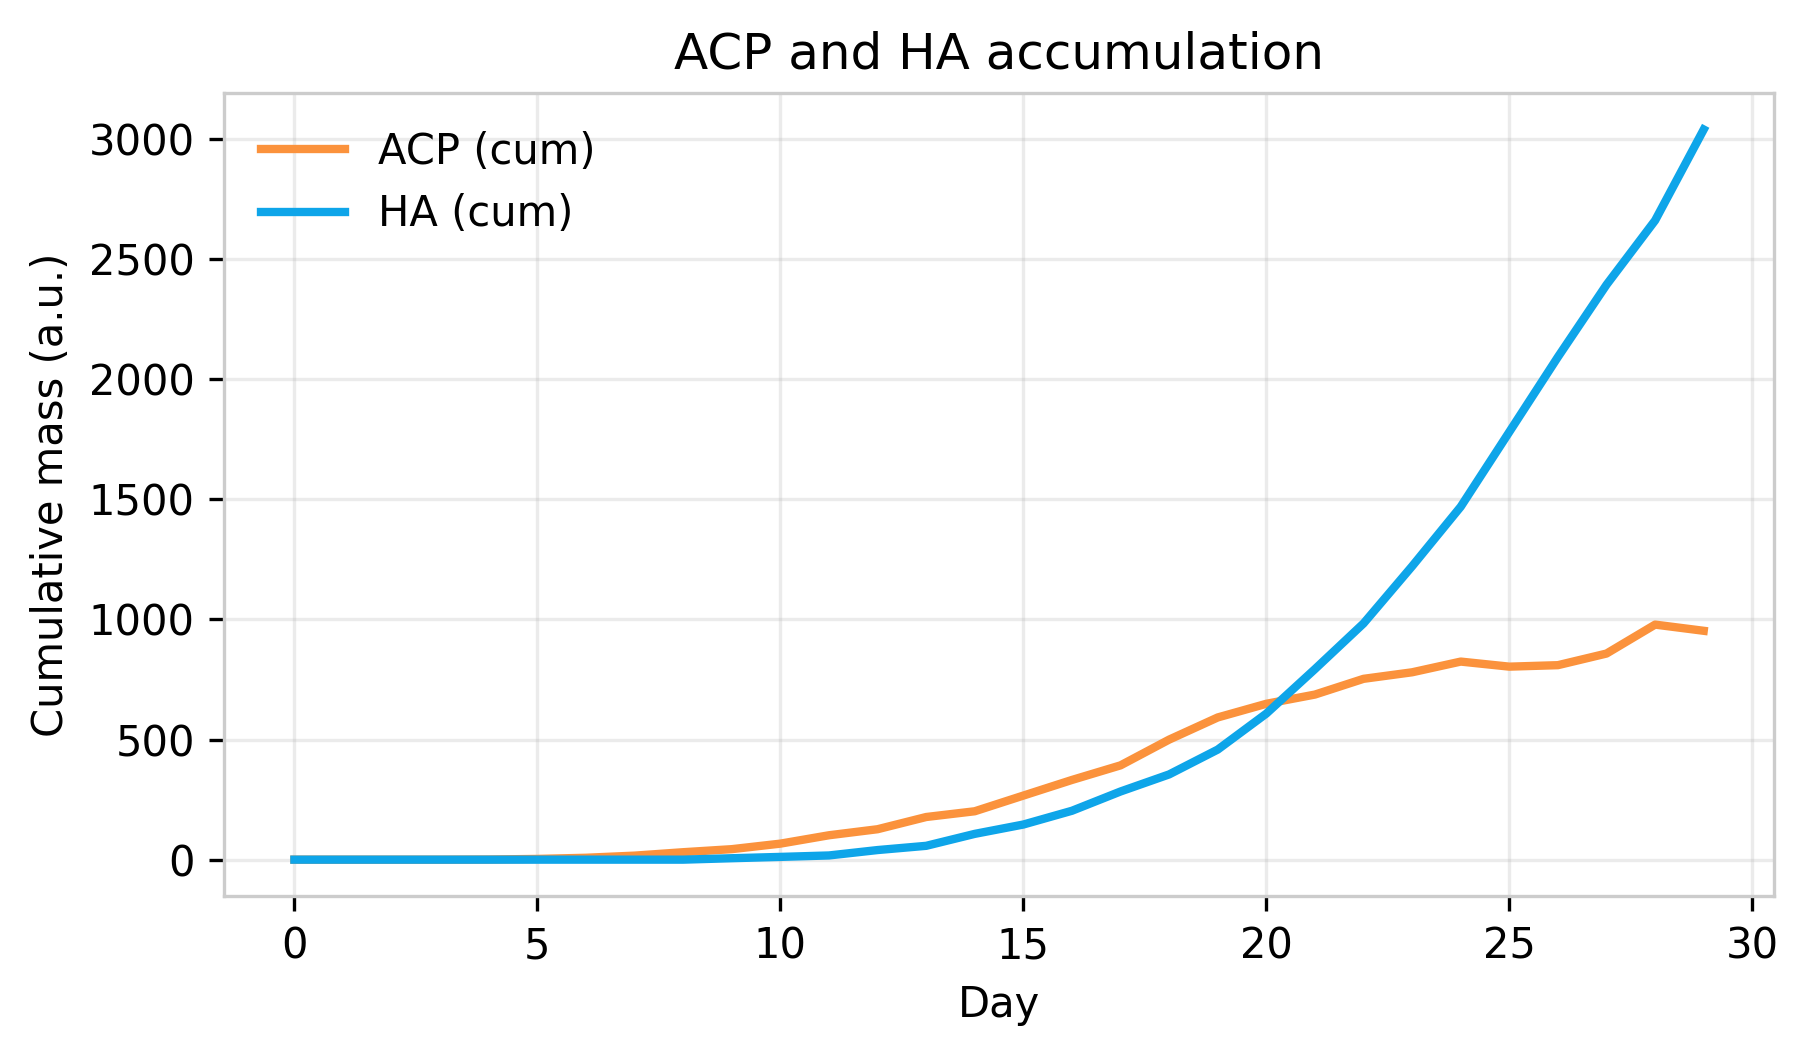 ACP and HA accumulation
ACP (cum)
HA (cum)
Cumulative mass (a.u.)
3000
2500
2000
1500
1000
500
0
0 5 10 15 20 25 30
Day